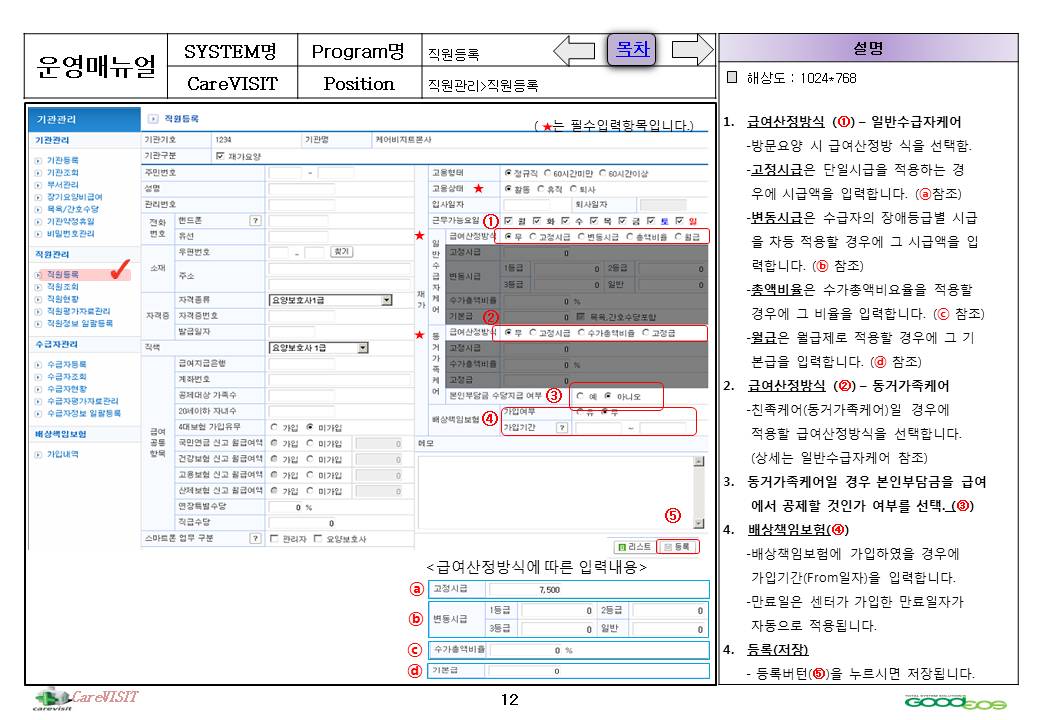 운영매뉴얼
SYSTEM명
Program명
직원등록
목차
설명
CareVISIT
Position
직원관리>직원등록
해상도 : 1024*768
기관관리
기관관리
기관등록
기관조회
부서관리
장기요양비급여
목욕/간호수당
기관약정휴일
비밀번호관리
직원관리
직원등록
직원조회
직원현황
직원평가자료관리
직원정보 일괄등록
수급자관리
수급자등록
수급자조회
수급자현황
수급자평가자료관리
수급자정보 일괄등록
배상책임보험
가입내역
직원등록
( ★는 필수입력항목입니다.)
기관기호 1234 기관명 케어비지트본사
기관구분 재가요양
주민번호 -
성명
관리번호
전화번호 핸드폰 ?
유선
소재 우편번호 - 찾기
주소
자격증 자격종류 요양보호사1급
자격증번호
발급일자
직책 요양보호사 1급
급여공통항목 급여지급은행
계좌번호
공제대상 가족수
20세이하 자녀수
4대보험 가입유무 가입 미가입
국민연금 신고 월급여액 가입 미가입 0
건강보험 신고 월급여액 가입 미가입 0
고용보험 신고 월급여액 가입 미가입 0
산재보험 신고 월급여액 가입 미가입 0
연장특별수당 0 %
직급수당 0
스마트폰 업무 구분 ? 관리자 요양보호사
고용형태 정규직 60시간미만 60시간이상
고용상태 ★ 활동 휴직 퇴사
입사일자 퇴사일자
근무가능요일 ① 월 화 수 목 금 토 일
재가
★ 일반수급자케어 급여산정방식 무 고정시급 변동시급 총액비율 월급
고정시급 0
변동시급 1등급 0 2등급 0
3등급 0 일반 0
수가총액비율 0 %
기본급 0 목욕,간호수당포함
②
★ 동거가족케어 급여산정방식 무 고정시급 수가총액비율 고정급
고정시급 0
수가총액비율 0 %
고정급 0
본인부담금 수당지급 여부 ③ 예 아니오
배상책임보험 ④ 가입여부 유 무
가입기간 ? ~
메모
⑤
리스트 등록
<급여산정방식에 따른 입력내용>
ⓐ 고정시급 7,500
ⓑ 변동시급 1등급 0 2등급 0
3등급 0 일반 0
ⓒ 수가총액비율 0 %
ⓓ 기본급 0
1. 급여산정방식 (①) – 일반수급자케어
-방문요양 시 급여산정방 식을 선택함.
-고정시급은 단일시급을 적용하는 경
우에 시급액을 입력합니다. (ⓐ참조)
-변동시급은 수급자의 장애등급별 시급
을 차등 적용할 경우에 그 시급액을 입
력합니다. (ⓑ 참조)
-총액비율은 수가총액비요율을 적용할
경우에 그 비율을 입력합니다. (ⓒ 참조)
-월급은 월급제로 적용할 경우에 그 기
본급을 입력합니다. (ⓓ 참조)
2. 급여산정방식 (②) – 동거가족케어
-친족케어(동거가족케어)일 경우에
적용할 급여산정방식을 선택합니다.
(상세는 일반수급자케어 참조)
3. 동거가족케어일 경우 본인부담금을 급여
에서 공제할 것인가 여부를 선택. (③)
4. 배상책임보험(④)
-배상책임보험에 가입하였을 경우에
가입기간(From일자)을 입력합니다.
-만료일은 센터가 가입한 만료일자가
자동으로 적용됩니다.
4. 등록(저장)
- 등록버턴(⑤)을 누르시면 저장됩니다.
CareVISIT
carevisit
12
TOTAL SYSTEM SOLUTION
GOODEOS